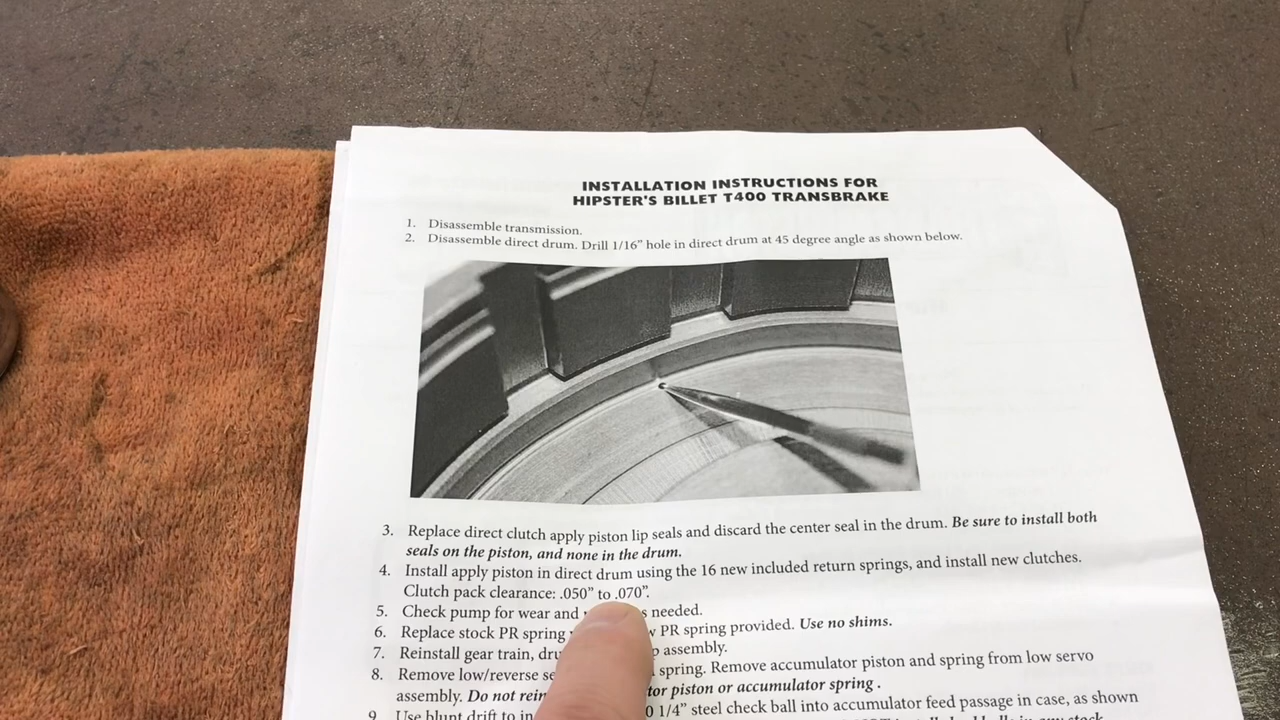 INSTALLATION INSTRUCTIONS FOR
HIPSTER'S BILLET T400 TRANSBRAKE
1. Disassemble transmission.
2. Disassemble direct drum. Drill 1/16” hole in direct drum at 45 degree angle as shown below.
3. Replace direct clutch apply piston lip seals and discard the center seal in the drum. Be sure to install both
seals on the piston, and none in the drum.
4. Install apply piston in direct drum using the 16 new included return springs, and install new clutches.
Clutch pack clearance: .050” to .070”.
5. Check pump for wear and needed.
6. Replace stock PR spring PR spring provided. Use no shims.
7. Reinstall gear train, assembly.
8. Remove low/reverse spring. Remove accumulator piston and spring from low servo
assembly. Do not piston or accumulator spring .
9. Use blunt drift to 1/4” steel check ball into accumulator feed passage in case, as shown